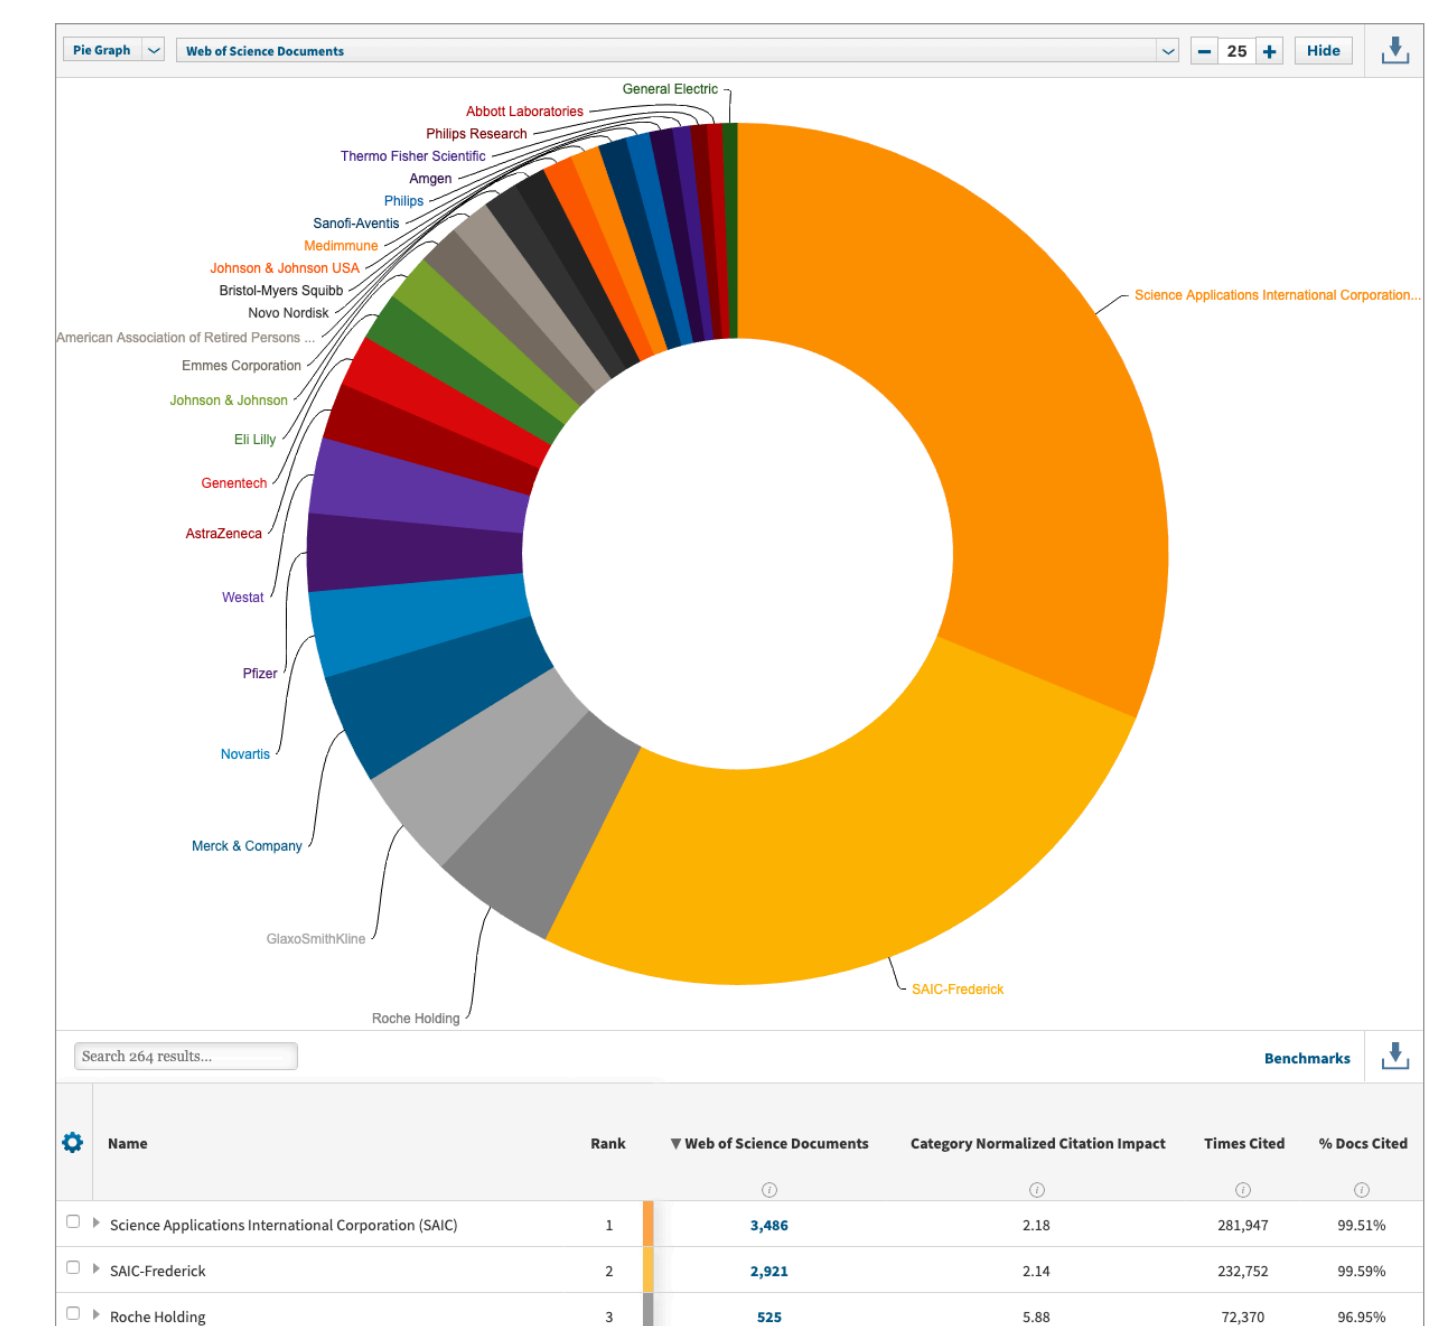 Pie Graph
Web of Science Documents
25
Hide
General Electric
Abbott Laboratories
Philips Research
Thermo Fisher Scientific
Amgen
Philips
Sanofi-Aventis
Medimmune
Johnson & Johnson USA
Bristol-Myers Squibb
Novo Nordisk
American Association of Retired Persons ...
Emmes Corporation
Johnson & Johnson
Eli Lilly
Genentech
AstraZeneca
Westat
Pfizer
Novartis
Merck & Company
GlaxoSmithKline
Roche Holding
SAIC-Frederick
Science Applications International Corporation...
Search 264 results...
Benchmarks
Name Rank ▼ Web of Science Documents Category Normalized Citation Impact Times Cited % Docs Cited
Science Applications International Corporation (SAIC) 1 3,486 2.18 281,947 99.51%
SAIC-Frederick 2 2,921 2.14 232,752 99.59%
Roche Holding 3 525 5.88 72,370 96.95%